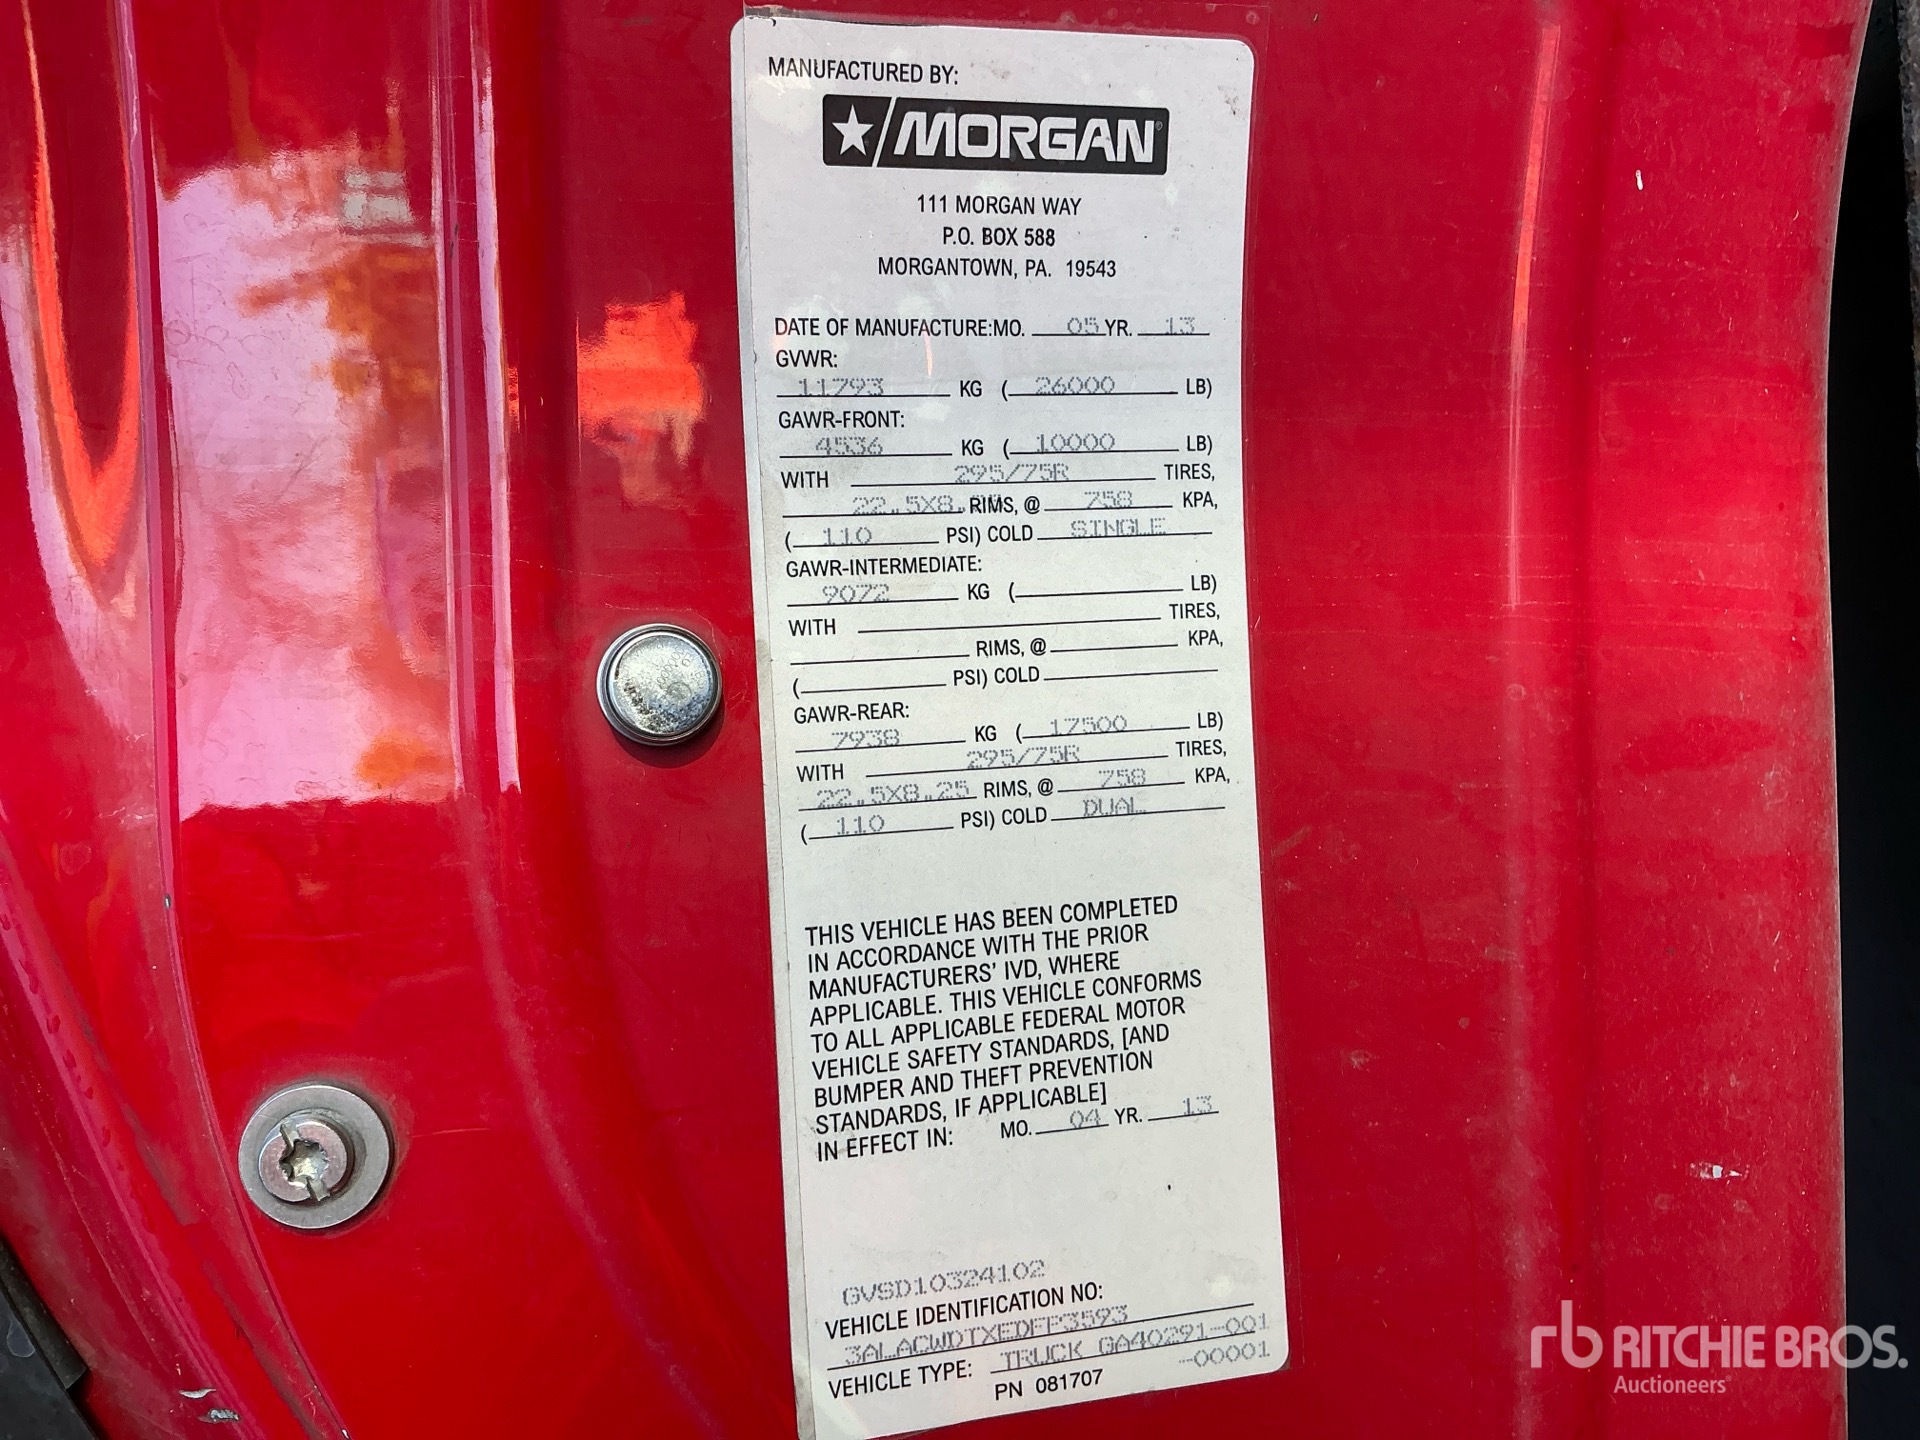 MANUFACTURED BY:
MORGAN
111 MORGAN WAY
P.O. BOX 588
MORGANTOWN, PA. 19543
DATE OF MANUFACTURE:MO. 05 YR. 13
GVWR:
11793 KG (26000 LB)
GAWR-FRONT:
4536 KG (10000 LB)
WITH 295/75R TIRES,
22.5X8.25 RIMS, @ 758 KPA,
(110 PSI) COLD SINGLE
GAWR-INTERMEDIATE:
9072 KG ( LB)
WITH TIRES,
RIMS, @ KPA,
( PSI) COLD
GAWR-REAR:
7938 KG (17500 LB)
WITH 295/75R TIRES,
22.5X8.25 RIMS, @ 758 KPA,
(110 PSI) COLD DUAL
THIS VEHICLE HAS BEEN COMPLETED
IN ACCORDANCE WITH THE PRIOR
MANUFACTURERS' IVD, WHERE
APPLICABLE. THIS VEHICLE CONFORMS
TO ALL APPLICABLE FEDERAL MOTOR
VEHICLE SAFETY STANDARDS, [AND
BUMPER AND THEFT PREVENTION
STANDARDS, IF APPLICABLE]
IN EFFECT IN: MO. 04 YR. 13
GVSD10324102
VEHICLE IDENTIFICATION NO:
3ALACWDTXEDFP3593
VEHICLE TYPE: TRUCK GA40291-001
-00001
PN 081707
rb RITCHIE BROS.
Auctioneers